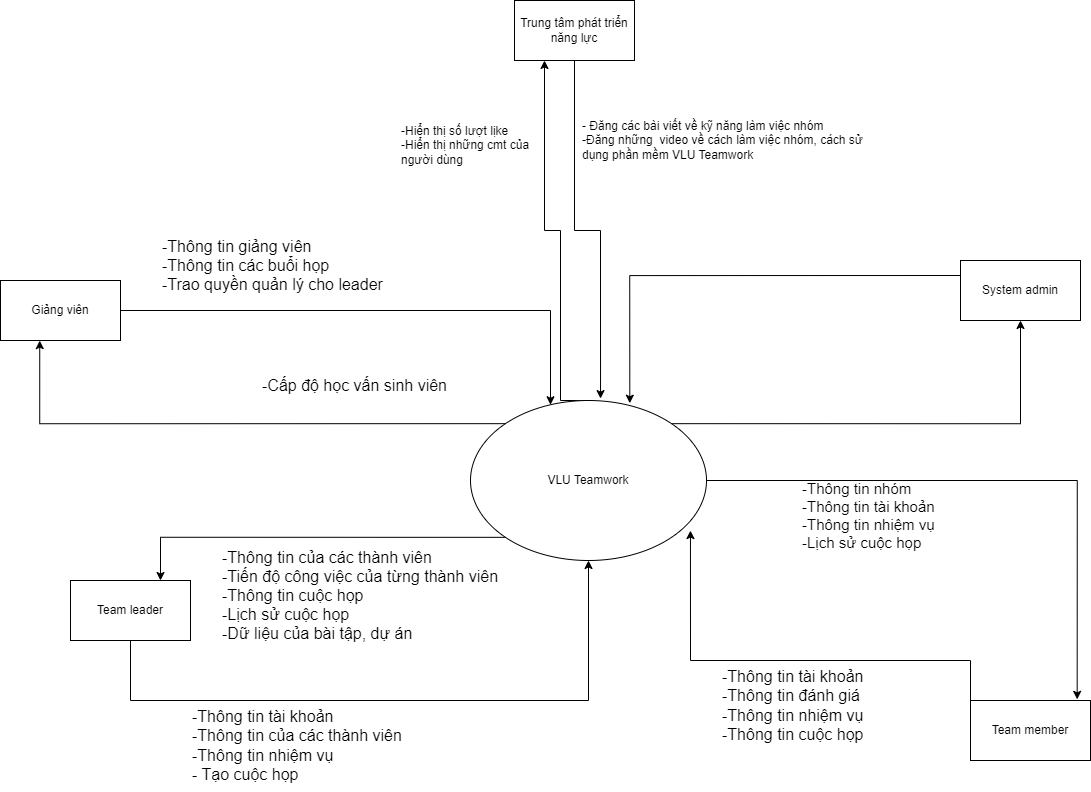 Trung tâm phát triển
năng lực
-Hiển thị số lượt like
-Hiển thị những cmt của
người dùng
- Đăng các bài viết về kỹ năng làm việc nhóm
-Đăng những  video về cách làm việc nhóm, cách sử
dụng phần mềm VLU Teamwork
-Thông tin giảng viên
-Thông tin các buổi họp
-Trao quyền quản lý cho leader
Giảng viên
System admin
-Cấp độ học vấn sinh viên
VLU Teamwork
-Thông tin nhóm
-Thông tin tài khoản
-Thông tin nhiệm vụ
-Lịch sử cuộc họp
-Thông tin của các thành viên
-Tiến độ công việc của từng thành viên
-Thông tin cuộc họp
-Lịch sử cuộc họp
-Dữ liệu của bài tập, dự án
Team leader
-Thông tin tài khoản
-Thông tin đánh giá
-Thông tin nhiệm vụ
-Thông tin cuộc họp
Team member
-Thông tin tài khoản
-Thông tin của các thành viên
-Thông tin nhiệm vụ
- Tạo cuộc họp